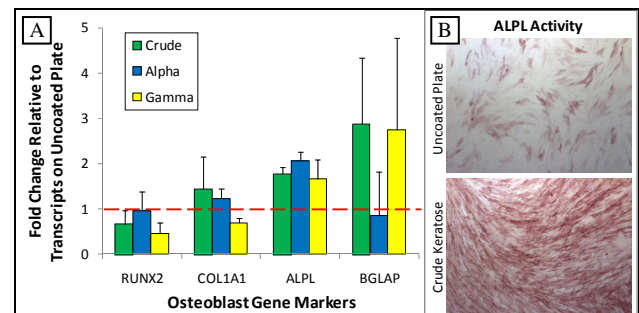 A
Fold Change Relative to
Transcripts on Uncoated Plate
5
4
3
2
1
0
Crude
Alpha
Gamma
RUNX2
COL1A1
ALPL
BGLAP
Osteoblast Gene Markers
B
ALPL Activity
Uncoated Plate
Crude Keratose